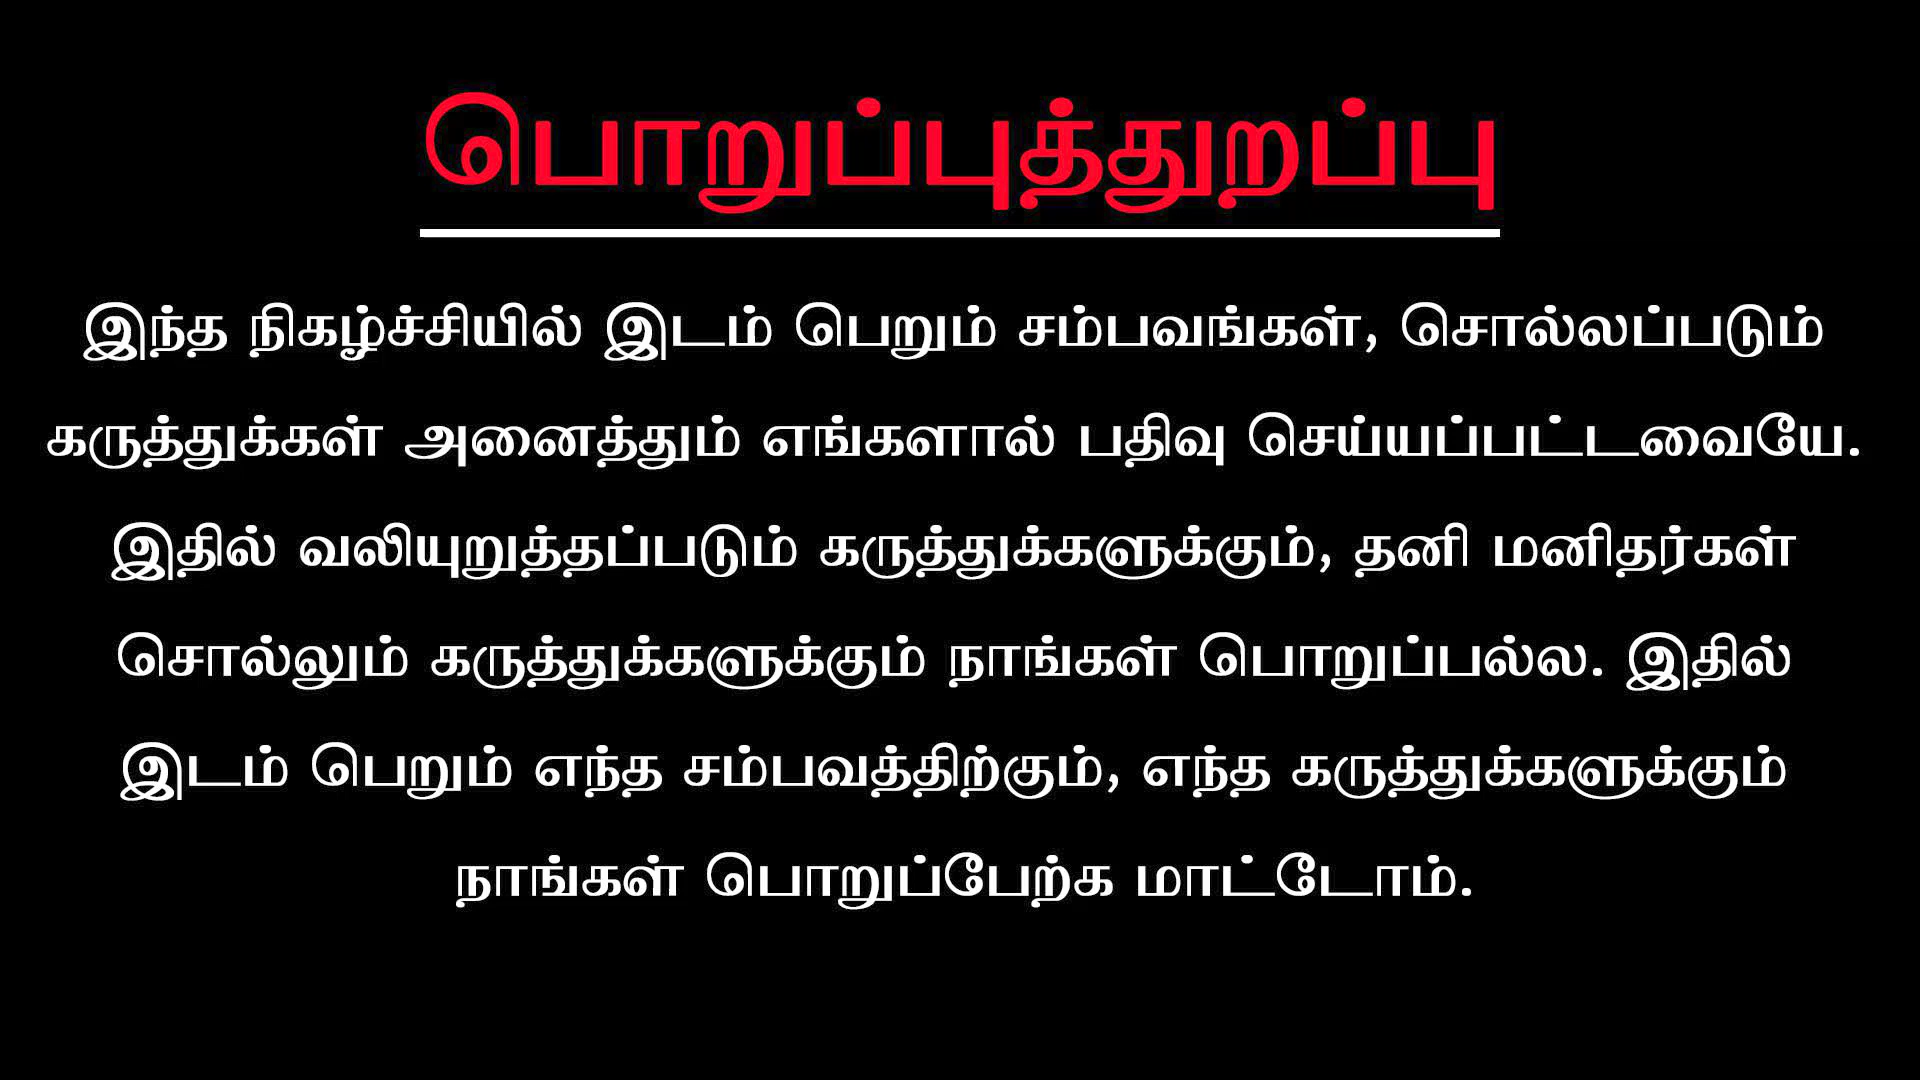 பொறுப்புத்துறப்பு
இந்த நிகழ்ச்சியில் இடம் பெறும் சம்பவங்கள், சொல்லப்படும்
கருத்துக்கள் அனைத்தும் எங்களால் பதிவு செய்யப்பட்டவையே.
இதில் வலியுறுத்தப்படும் கருத்துக்களுக்கும், தனி மனிதர்கள்
சொல்லும் கருத்துக்களுக்கும் நாங்கள் பொறுப்பல்ல. இதில்
இடம் பெறும் எந்த சம்பவத்திற்கும், எந்த கருத்துக்களுக்கும்
நாங்கள் பொறுப்பேற்க மாட்டோம்.